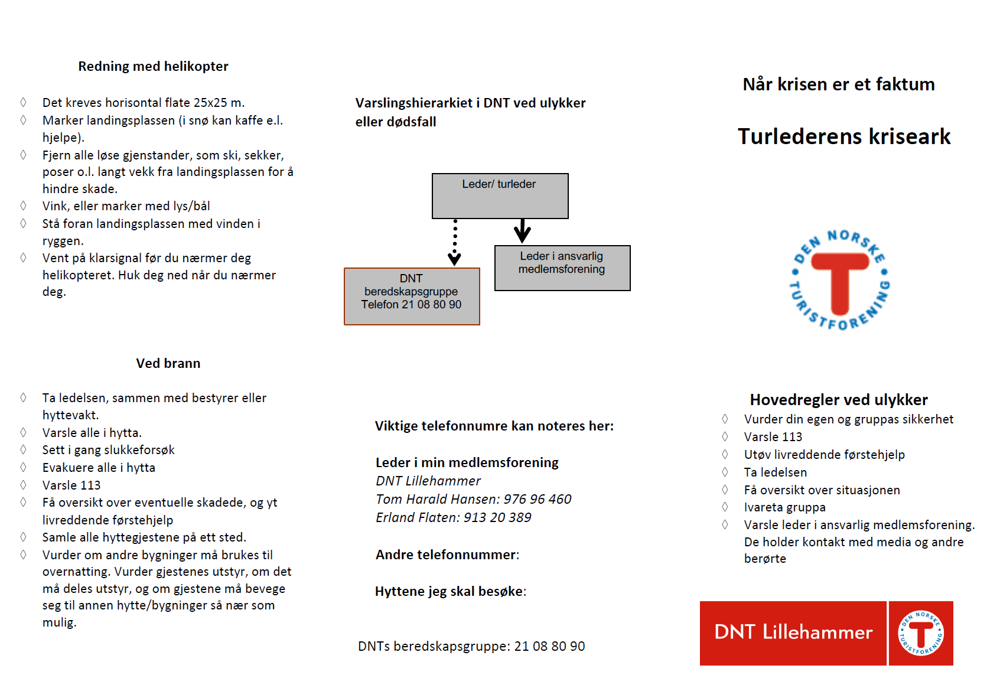 Redning med helikopter
◊ Det kreves horisontal flate 25x25 m.
◊ Marker landingsplassen (i snø kan kaffe e.l.
hjelpe).
◊ Fjern alle løse gjenstander, som ski, sekker,
poser o.l. langt vekk fra landingsplassen for å
hindre skade.
◊ Vink, eller marker med lys/bål
◊ Stå foran landingsplassen med vinden i
ryggen.
◊ Vent på klarsignal før du nærmer deg
helikopteret. Huk deg ned når du nærmer
deg.
Ved brann
◊ Ta ledelsen, sammen med bestyrer eller
hyttevakt.
◊ Varsle alle i hytta.
◊ Sett i gang slukkeforsøk
◊ Evakuere alle i hytta
◊ Varsle 113
◊ Få oversikt over eventuelle skadede, og yt
livreddende førstehjelp
◊ Samle alle hyttegjestene på ett sted.
◊ Vurder om andre bygninger må brukes til
overnatting. Vurder gjestenes utstyr, om det
må deles utstyr, og om gjestene må bevege
seg til annen hytte/bygninger så nær som
mulig.
Varslingshierarkiet i DNT ved ulykker
eller dødsfall
Leder/ turleder
Leder i ansvarlig
medlemsforening
DNT
beredskapsgruppe
Telefon 21 08 80 90
Viktige telefonnumre kan noteres her:
Leder i min medlemsforening
DNT Lillehammer
Tom Harald Hansen: 976 96 460
Erland Flaten: 913 20 389
Andre telefonnummer:
Hyttene jeg skal besøke:
DNTs beredskapsgruppe: 21 08 80 90
Når krisen er et faktum
Turlederens kriseark
DEN NORSKE
T
TURISTFORENING
Hovedregler ved ulykker
◊ Vurder din egen og gruppas sikkerhet
◊ Varsle 113
◊ Utøv livreddende førstehjelp
◊ Ta ledelsen
◊ Få oversikt over situasjonen
◊ Ivareta gruppa
◊ Varsle leder i ansvarlig medlemsforening.
De holder kontakt med media og andre
berørte
DNT Lillehammer
DEN NORSKE
T
TURISTFORENING